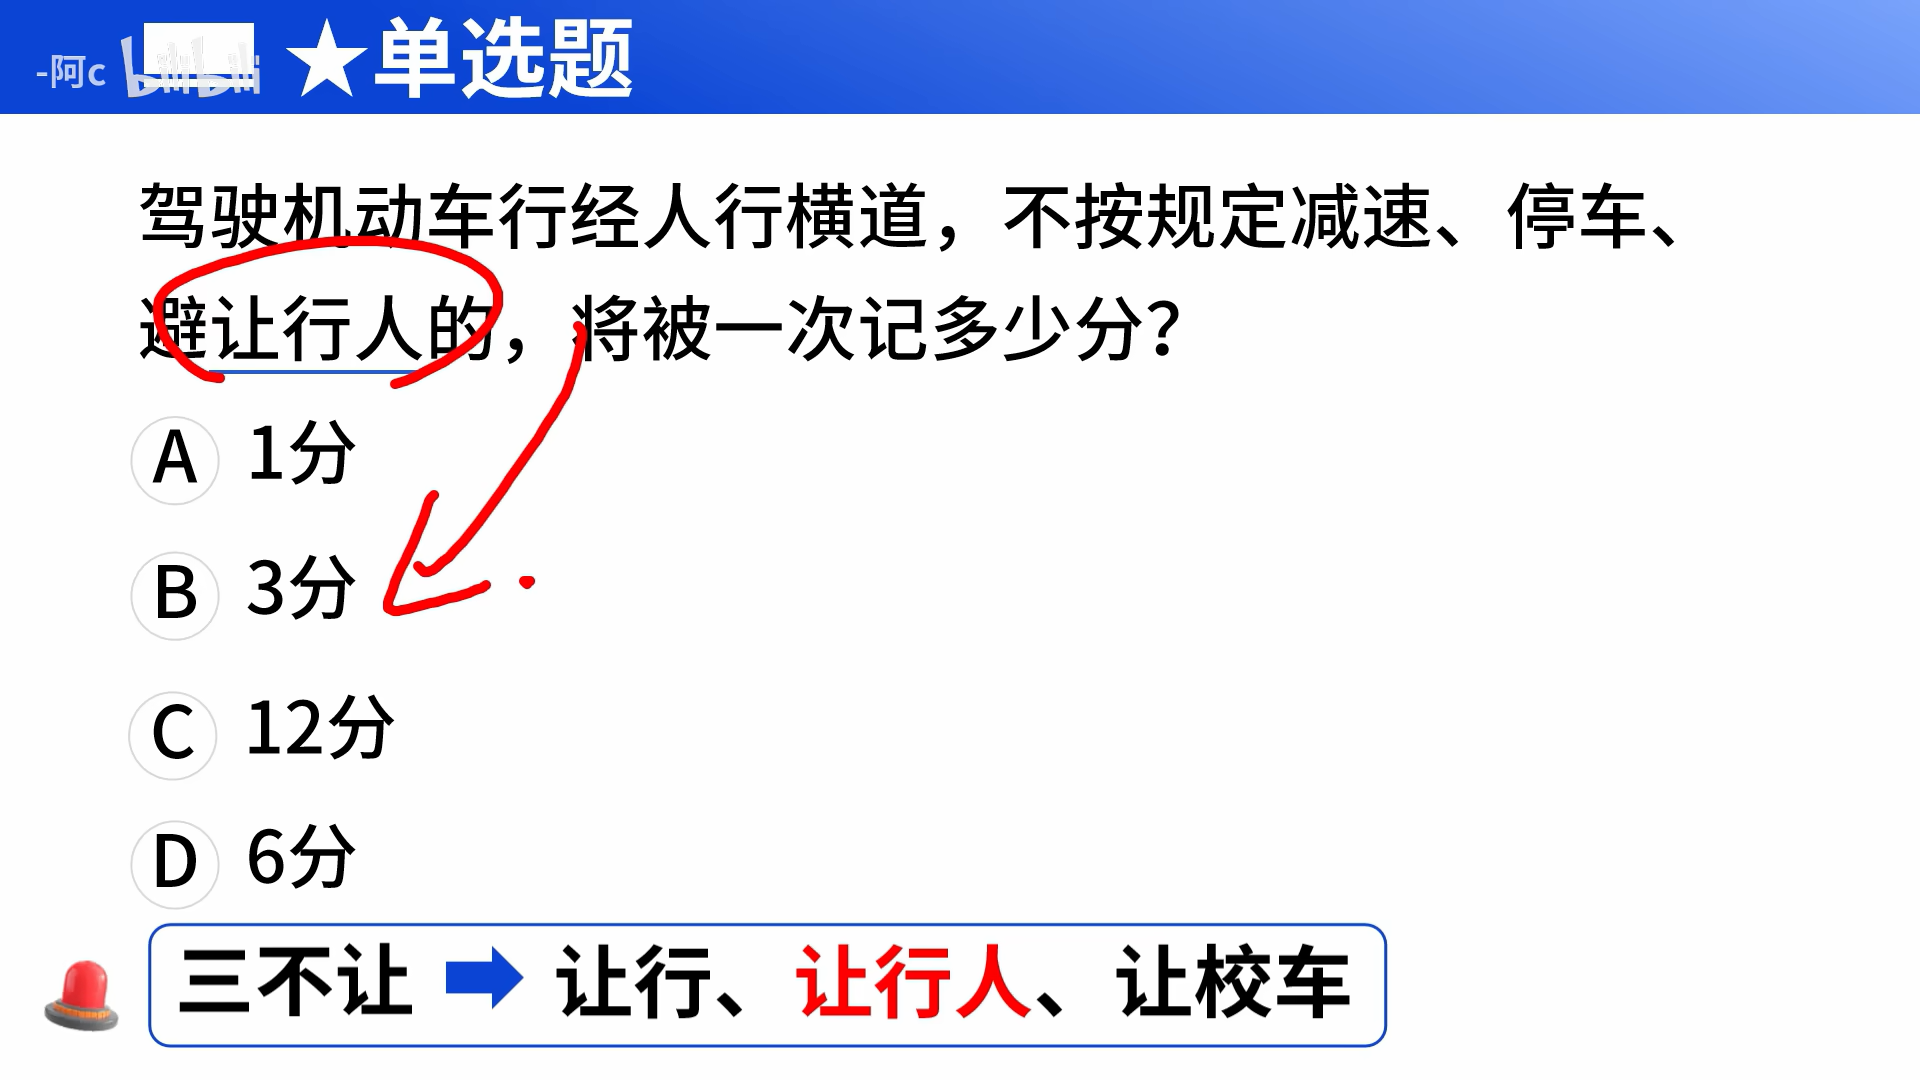 -阿c bilibili ★单选题
驾驶机动车行经人行横道，不按规定减速、停车、
避让行人的，将被一次记多少分？
A 1分
B 3分
C 12分
D 6分
三不让 让行、让行人、让校车